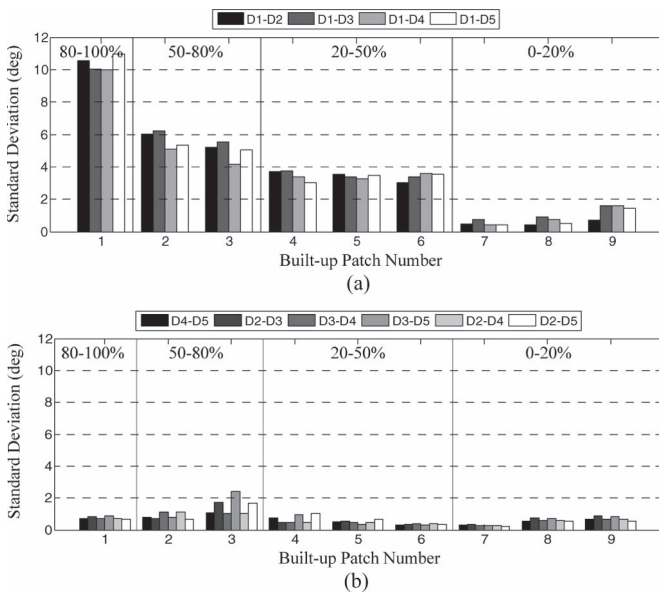 D1-D2 D1-D3 D1-D4 D1-D5
12
80-100% 50-80% 20-50% 0-20%
10
8
6
4
2
0
Standard Deviation (deg)
1 2 3 4 5 6 7 8 9
Built-up Patch Number
(a)
D4-D5 D2-D3 D3-D4 D3-D5 D2-D4 D2-D5
12
80-100% 50-80% 20-50% 0-20%
10
8
6
4
2
0
Standard Deviation (deg)
1 2 3 4 5 6 7 8 9
Built-up Patch Number
(b)